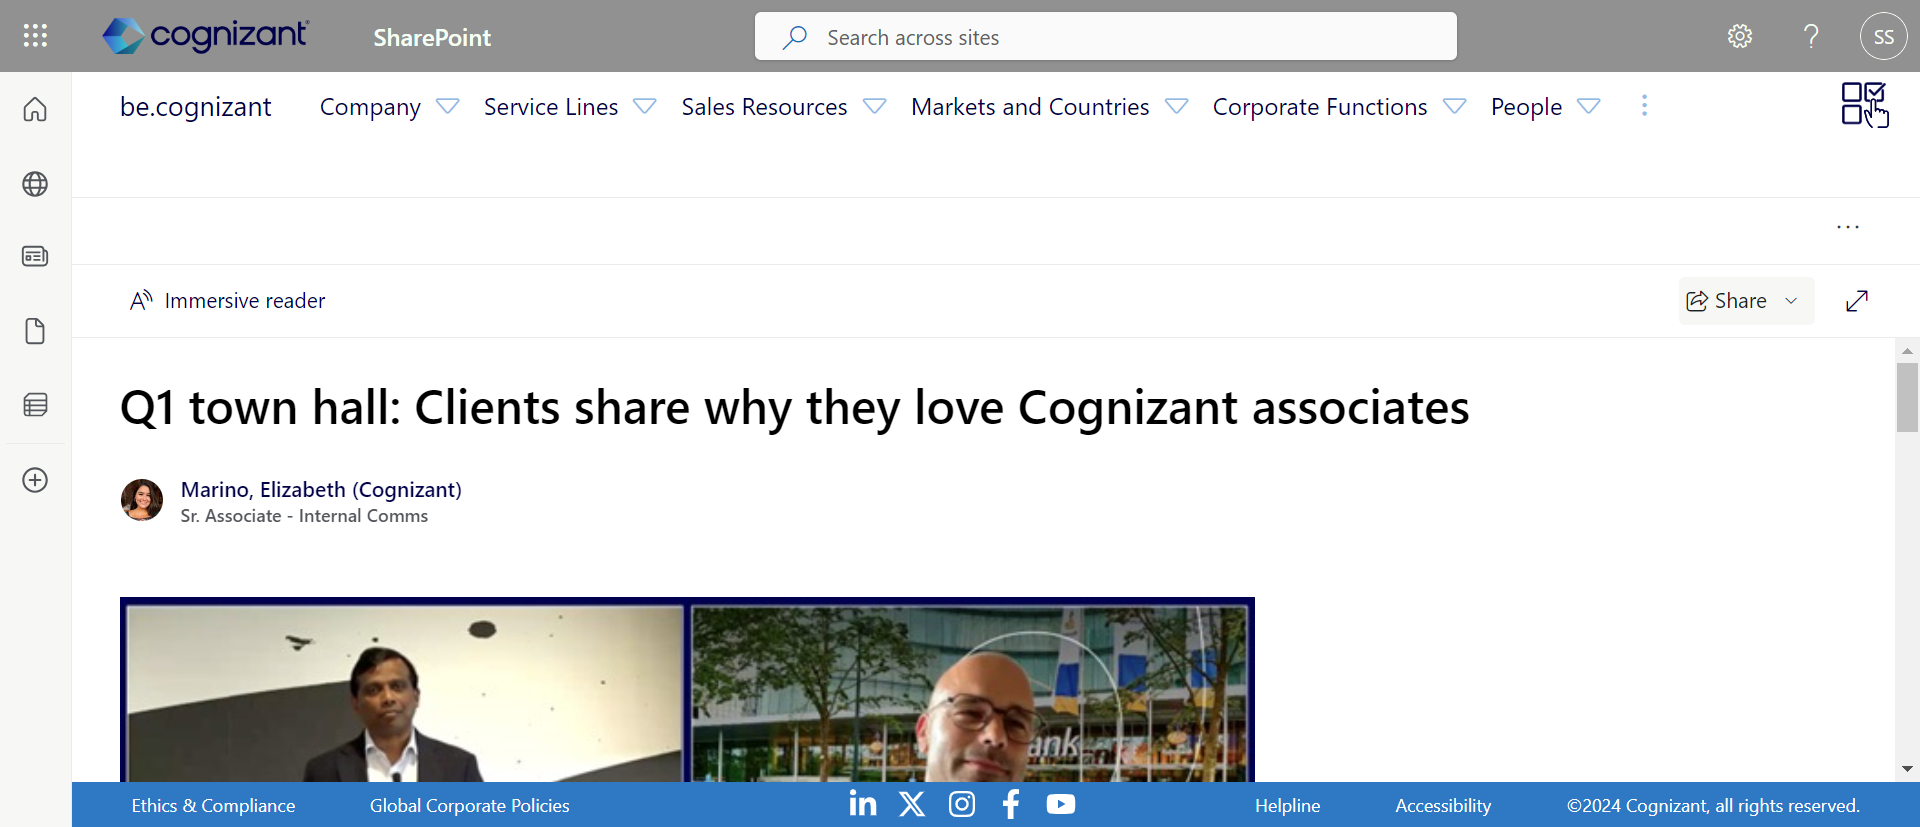 cognizant
SharePoint
Search across sites
SS
be.cognizant
Company
Service Lines
Sales Resources
Markets and Countries
Corporate Functions
People
Immersive reader
Share
Q1 town hall: Clients share why they love Cognizant associates
Marino, Elizabeth (Cognizant)
Sr. Associate - Internal Comms
Ethics & Compliance
Global Corporate Policies
Helpline
Accessibility
©2024 Cognizant, all rights reserved.